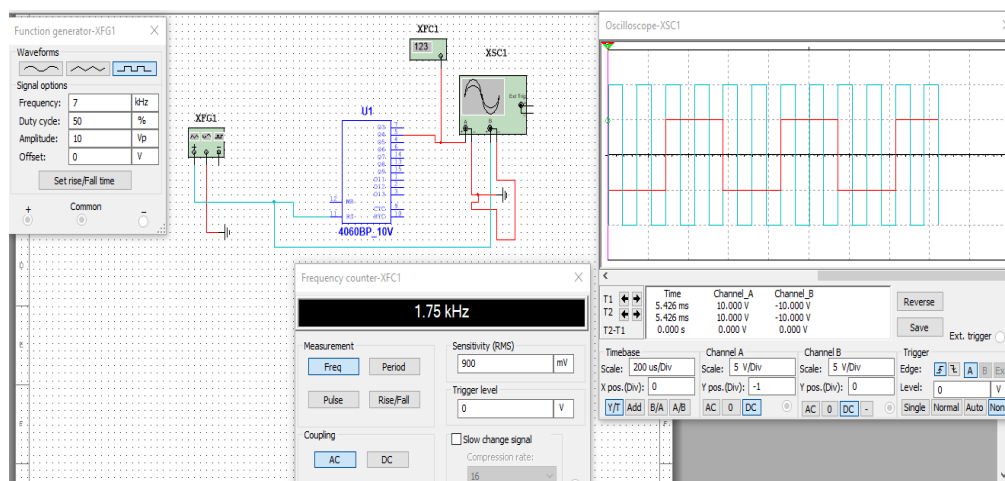 Function generator-XFG1
Waveforms
Signal options
Frequency: 7 kHz
Duty cycle: 50 %
Amplitude: 10 Vp
Offset: 0 V
Set rise/Fall time
+ Common −
XFG1
XFC1
123
XSC1
Ext Trig
A B
U1
4060BP_10V
Oscilloscope-XSC1
Time Channel_A Channel_B
T1 5.426 ms 10.000 V -10.000 V
T2 5.426 ms 10.000 V -10.000 V
T2-T1 0.000 s 0.000 V 0.000 V
Reverse
Save
Ext. trigger
Timebase Channel A Channel B Trigger
Scale: 200 us/Div Scale: 5 V/Div Scale: 5 V/Div Edge: A B Ex
X pos.(Div): 0 Y pos.(Div): -1 Y pos.(Div): 0 Level: 0 V
Y/T Add B/A A/B AC 0 DC AC 0 DC - Single Normal Auto Non
Frequency counter-XFC1
1.75 kHz
Measurement
Freq Period
Pulse Rise/Fall
Coupling
AC DC
Sensitivity (RMS)
900 mV
Trigger level
0 V
Slow change signal
Compression rate:
16